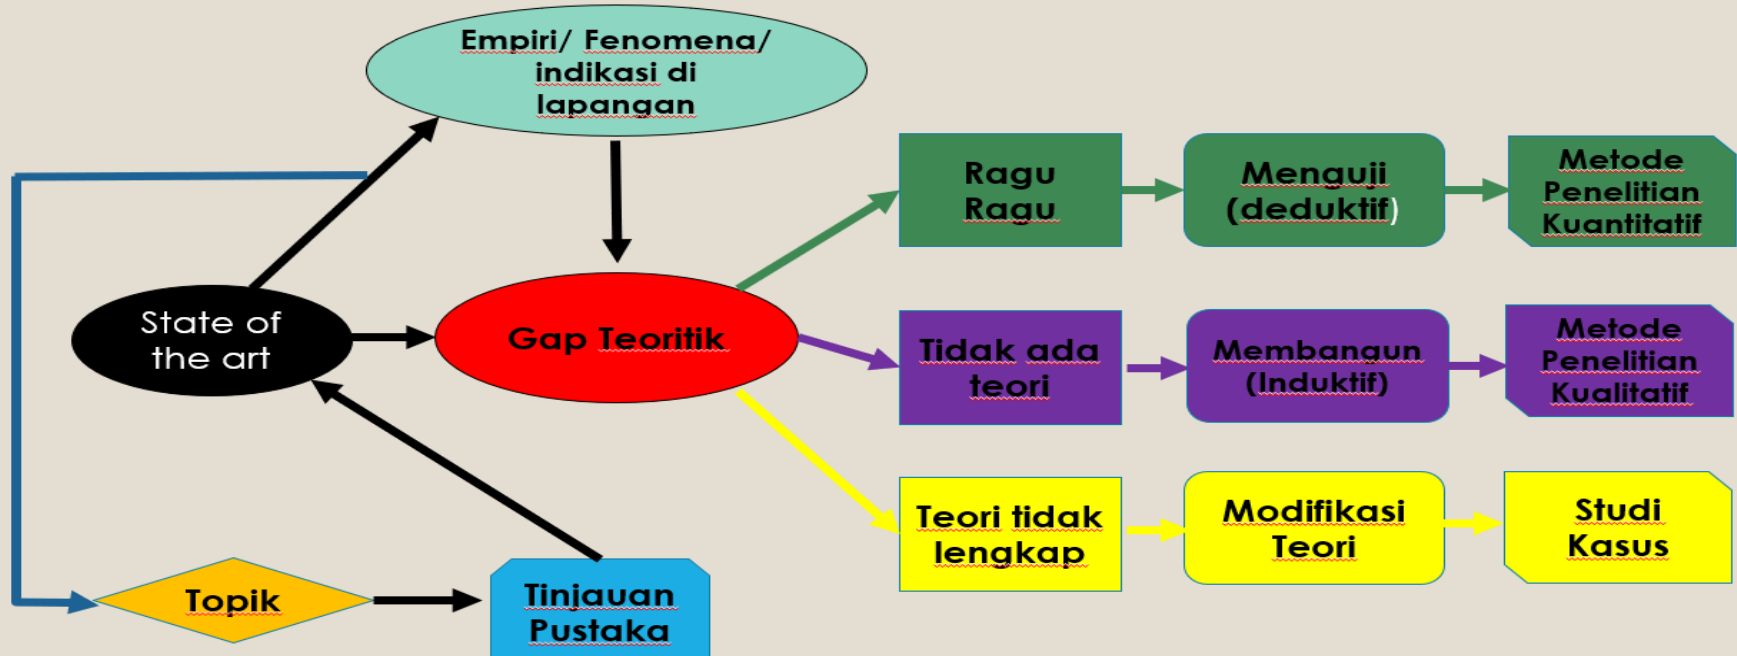 Empiri/ Fenomena/
indikasi di
lapangan
Ragu
Ragu
Menguji
(deduktif)
Metode
Penelitian
Kuantitatif
State of
the art
Gap Teoritik
Tidak ada
teori
Membangun
(Induktif)
Metode
Penelitian
Kualitatif
Teori tidak
lengkap
Modifikasi
Teori
Studi
Kasus
Topik
Tinjauan
Pustaka